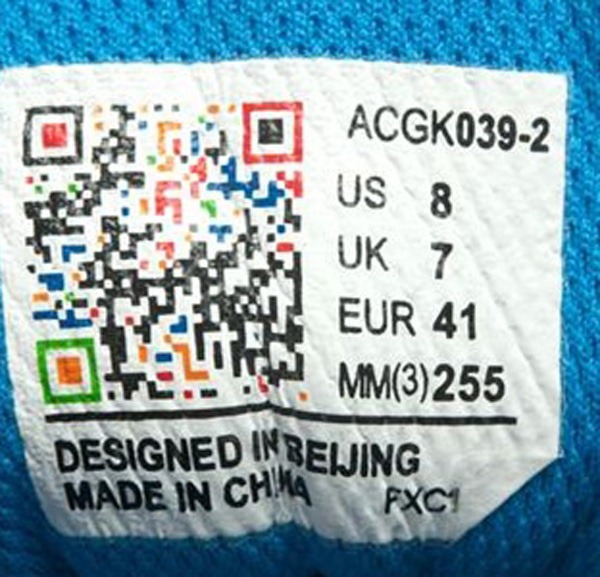 ACGK039-2
US 8
UK 7
EUR 41
MM(3) 255
DESIGNED IN BEIJING
MADE IN CHINA FXC1